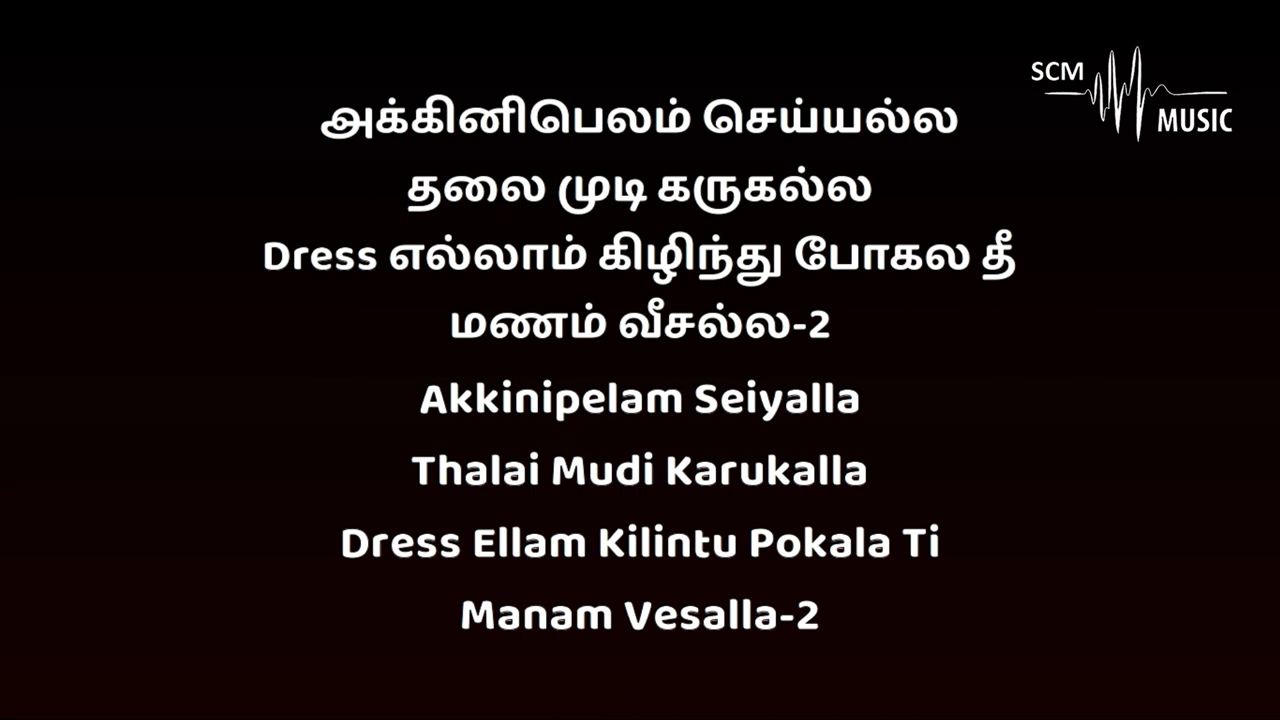 SCM
MUSIC
அக்கினிபெலம் செய்யல்ல
தலை முடி கருகல்ல
Dress எல்லாம் கிழிந்து போகல தீ
மணம் வீசல்ல-2
Akkinipelam Seiyalla
Thalai Mudi Karukalla
Dress Ellam Kilintu Pokala Ti
Manam Vesalla-2